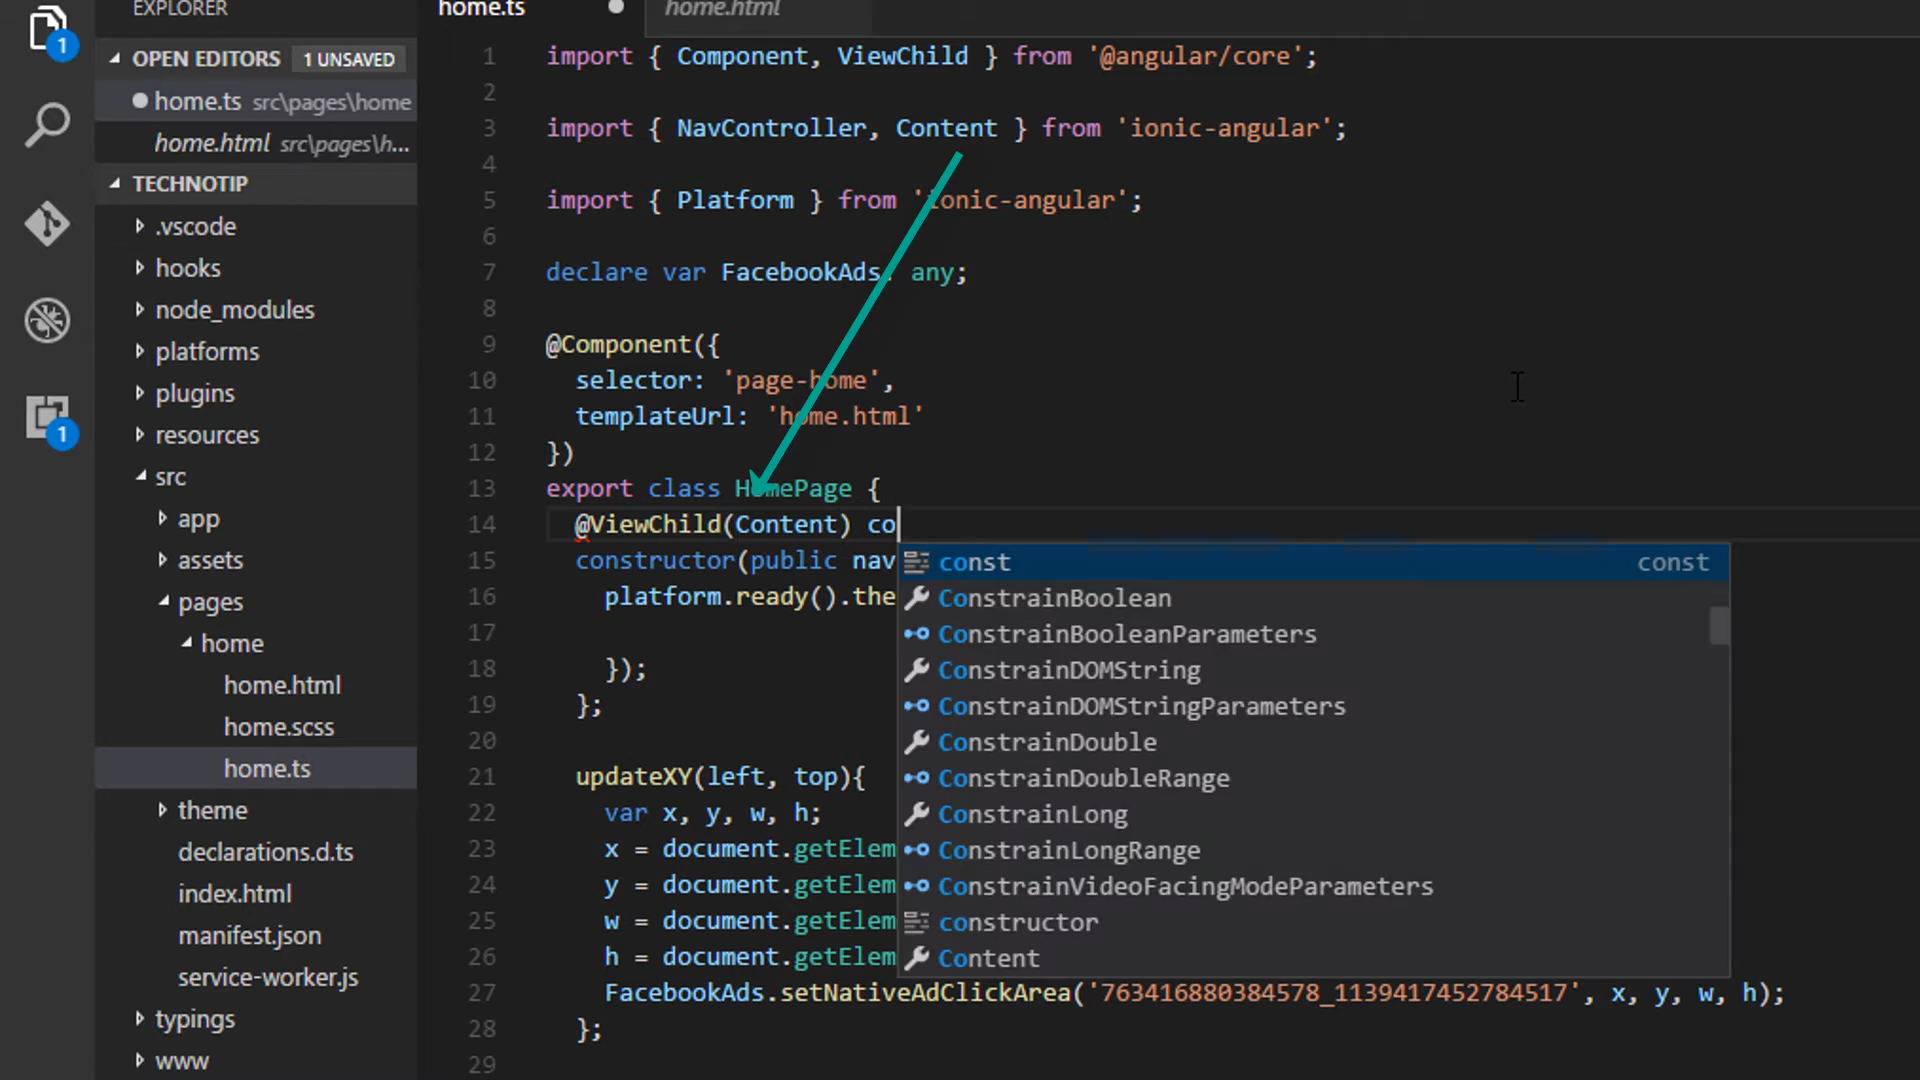 EXPLORER
OPEN EDITORS 1 UNSAVED
home.ts src\pages\home
home.html src\pages\h...
TECHNOTIP
.vscode
hooks
node_modules
platforms
plugins
resources
src
app
assets
pages
home
home.html
home.scss
home.ts
theme
declarations.d.ts
index.html
manifest.json
service-worker.js
typings
www
1
1
home.ts home.html
1 import { Component, ViewChild } from '@angular/core';
2
3 import { NavController, Content } from 'ionic-angular';
4
5 import { Platform } from 'ionic-angular';
6
7 declare var FacebookAds: any;
8
9 @Component({
10 selector: 'page-home',
11 templateUrl: 'home.html'
12 })
13 export class HomePage {
14 @ViewChild(Content) co
15 constructor(public nav
16 platform.ready().the
17
18 });
19 };
20
21 updateXY(left, top){
22 var x, y, w, h;
23 x = document.getElem
24 y = document.getElem
25 w = document.getElem
26 h = document.getElem
27 FacebookAds.setNativeAdClickArea('763416880384578_1139417452784517', x, y, w, h);
28 };
29
const const
ConstrainBoolean
ConstrainBooleanParameters
ConstrainDOMString
ConstrainDOMStringParameters
ConstrainDouble
ConstrainDoubleRange
ConstrainLong
ConstrainLongRange
ConstrainVideoFacingModeParameters
constructor
Content